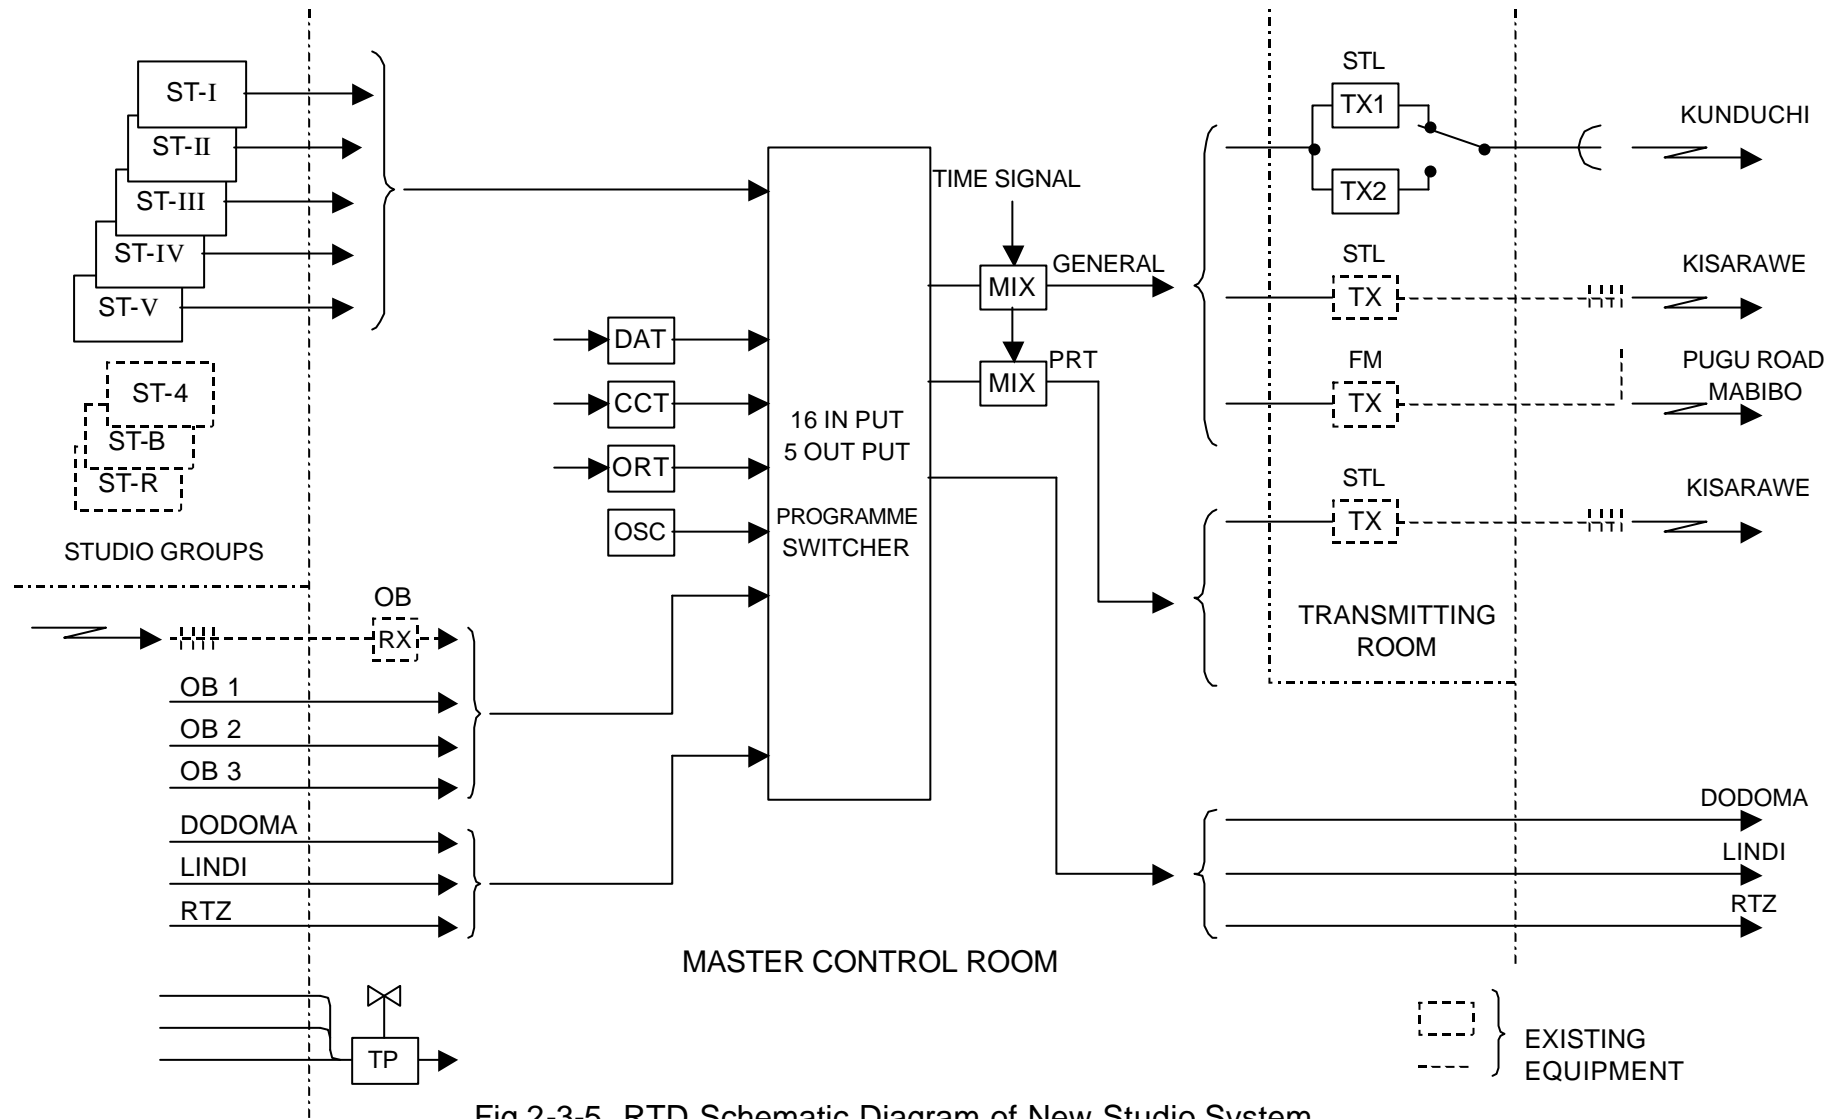 ST-I
ST-II
ST-III
ST-IV
ST-V
ST-4
ST-B
ST-R
STUDIO GROUPS
OB
RX
OB 1
OB 2
OB 3
DODOMA
LINDI
RTZ
TP
DAT
CCT
ORT
OSC
16 IN PUT
5 OUT PUT
PROGRAMME
SWITCHER
TIME SIGNAL
MIX
GENERAL
MIX
PRT
MASTER CONTROL ROOM
STL
TX1
TX2
KUNDUCHI
STL
TX
KISARAWE
FM
TX
PUGU ROAD
MABIBO
STL
TX
KISARAWE
TRANSMITTING
ROOM
DODOMA
LINDI
RTZ
EXISTING
EQUIPMENT
Fig 2-3-5 RTD Schematic Diagram of New Studio System